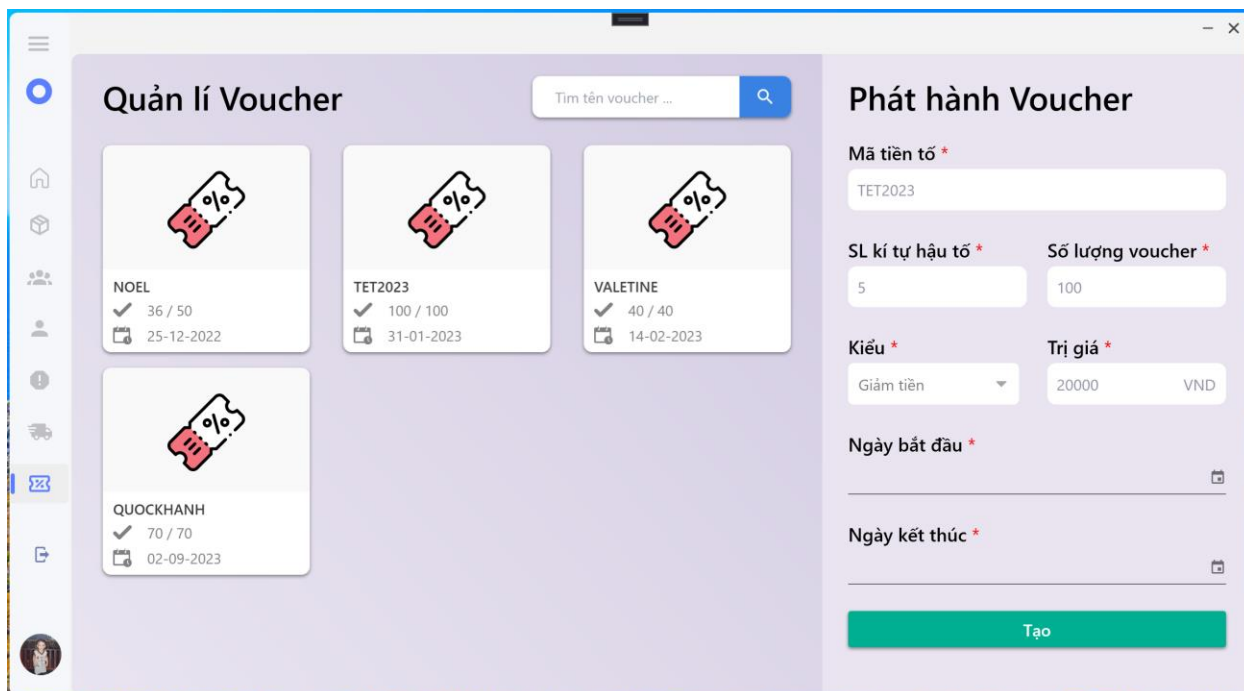 Quản lí Voucher
Tìm tên voucher ...
NOEL
36 / 50
25-12-2022
TET2023
100 / 100
31-01-2023
VALETINE
40 / 40
14-02-2023
QUOCKHANH
70 / 70
02-09-2023
Phát hành Voucher
Mã tiền tố *
TET2023
SL kí tự hậu tố *
Số lượng voucher *
5
100
Kiểu *
Trị giá *
Giảm tiền
20000 VND
Ngày bắt đầu *
Ngày kết thúc *
Tạo